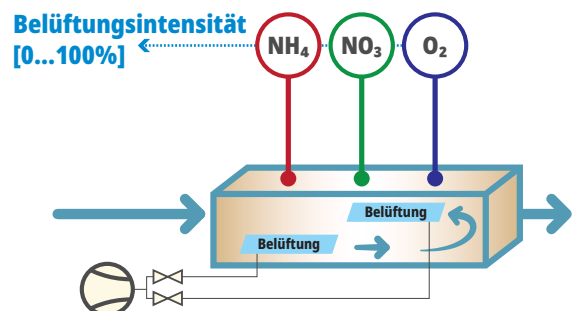 Belüftungsintensität
[0...100%]
NH₄
NO₃
O₂
Belüftung
Belüftung